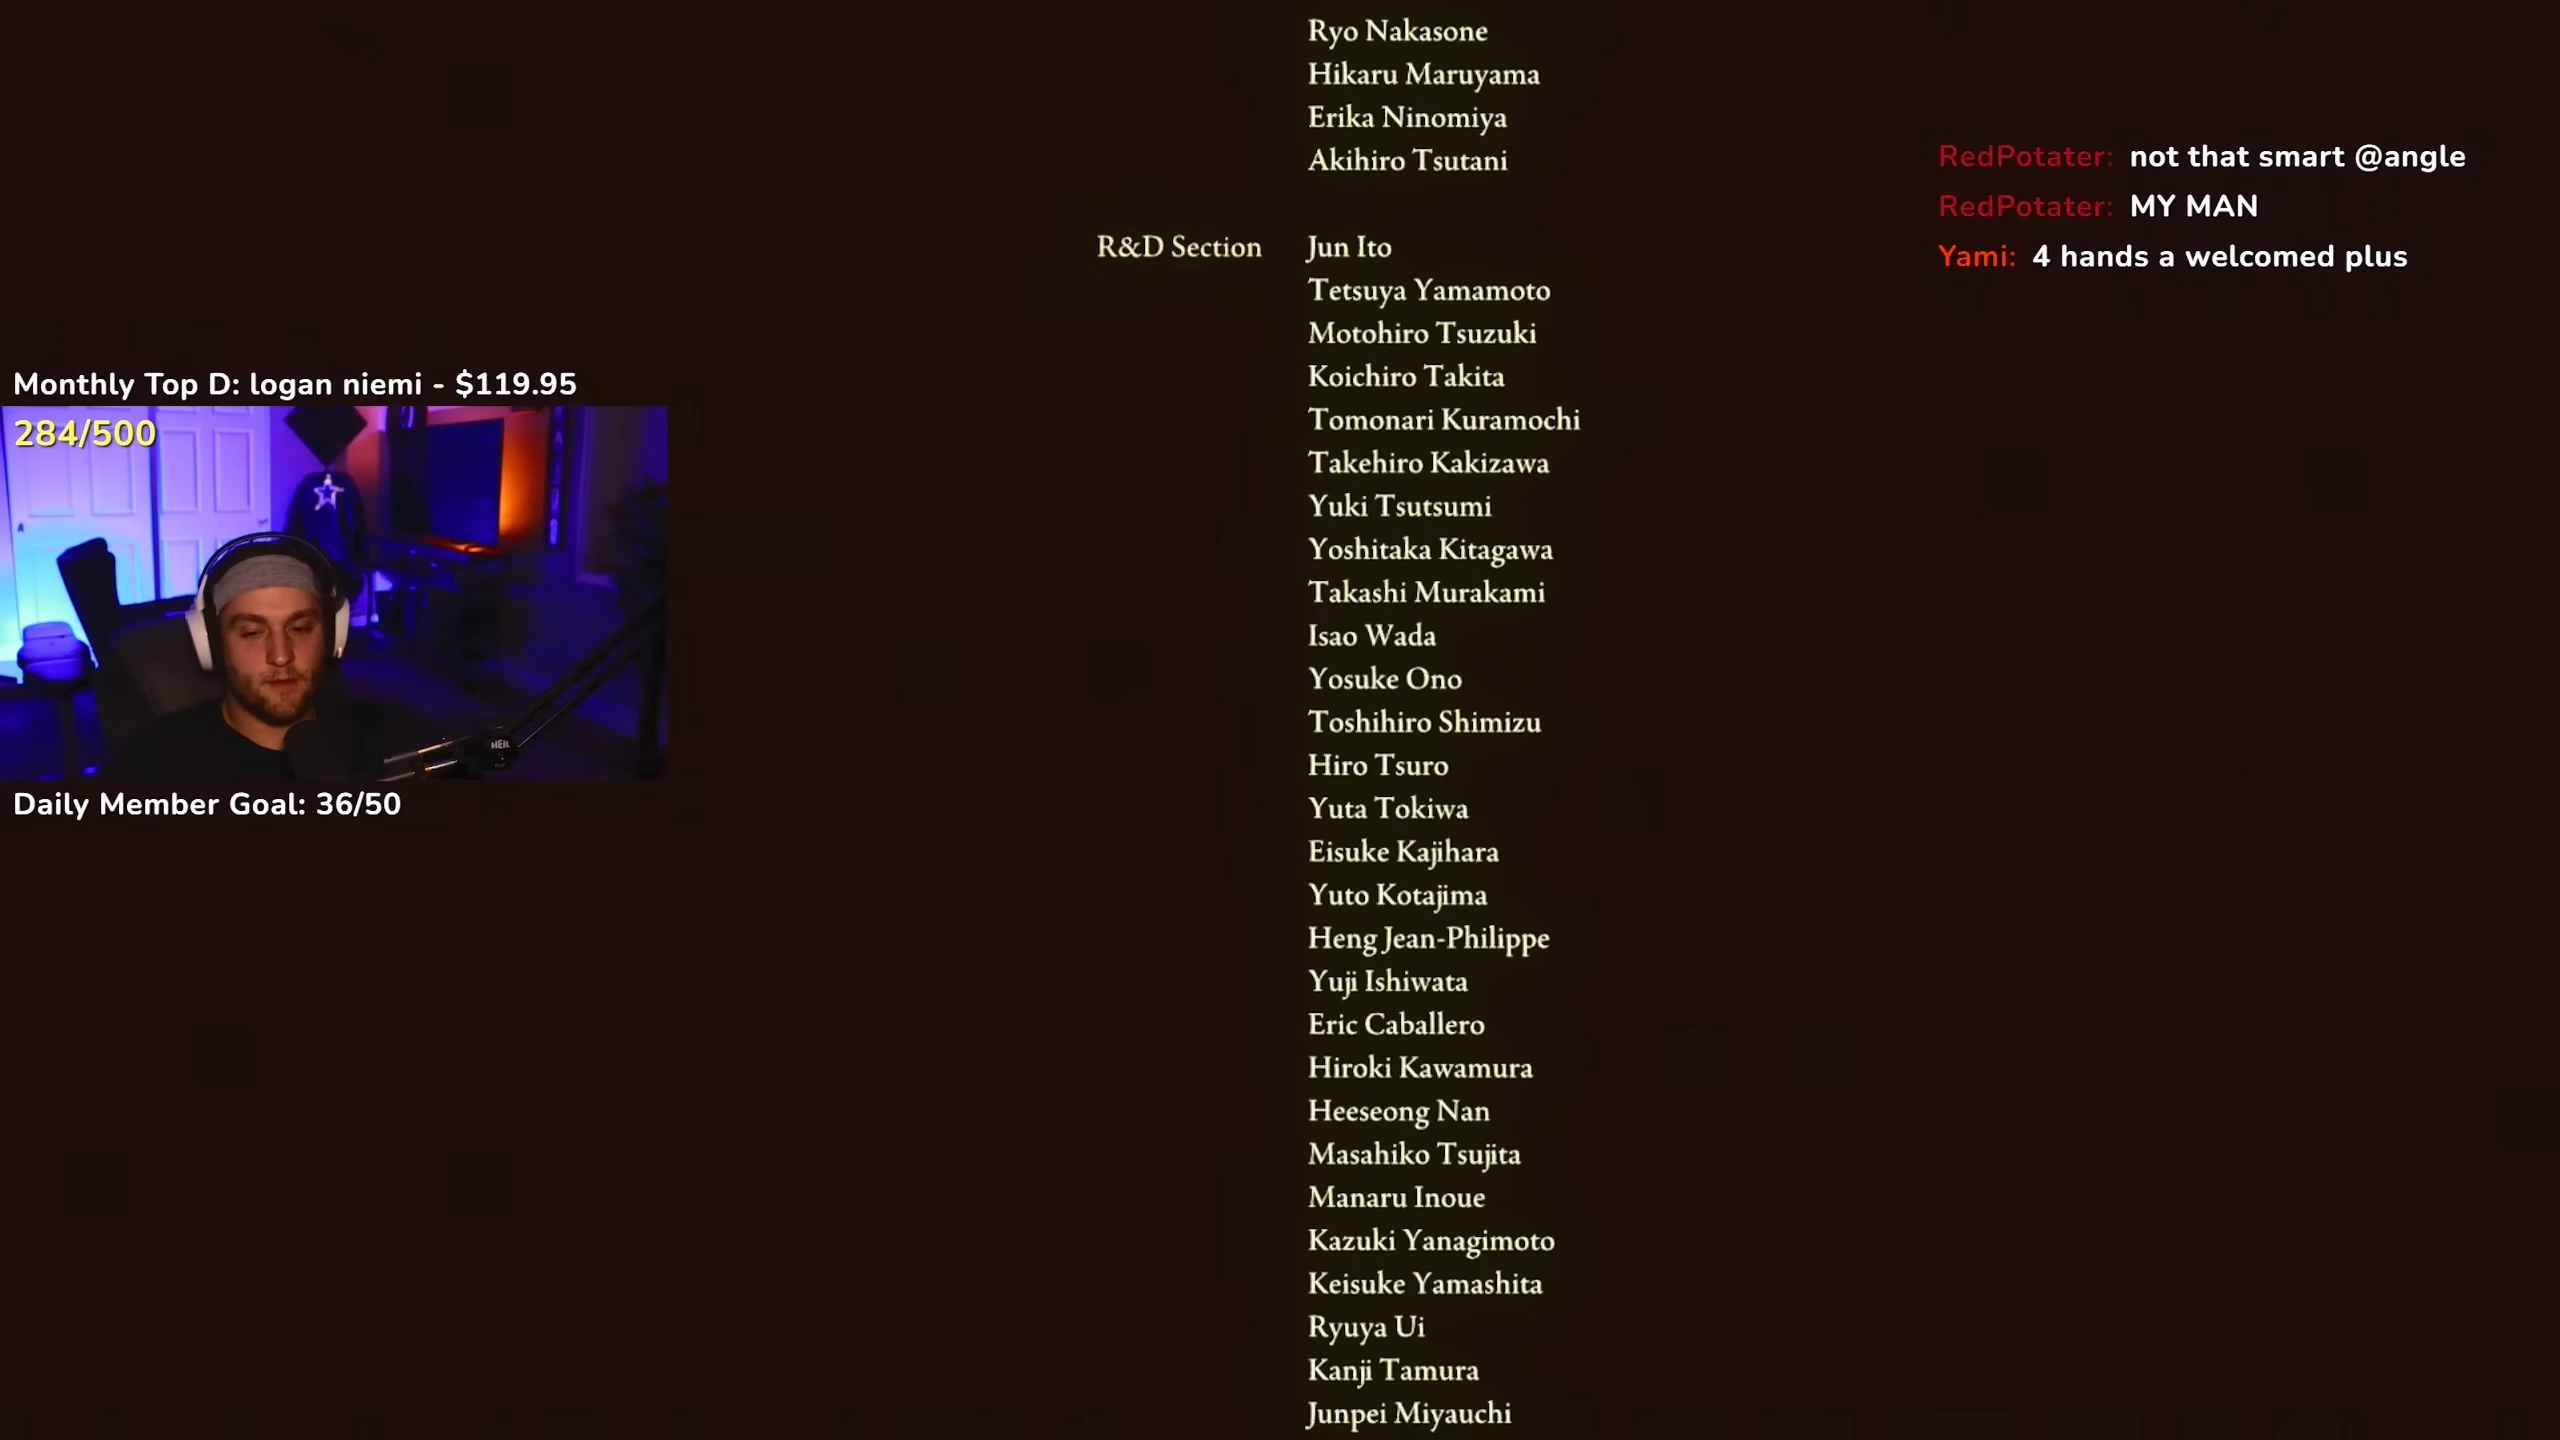 Ryo Nakasone
Hikaru Maruyama
Erika Ninomiya
Akihiro Tsutani
R&D Section Jun Ito
Tetsuya Yamamoto
Motohiro Tsuzuki
Koichiro Takita
Tomonari Kuramochi
Takehiro Kakizawa
Yuki Tsutsumi
Yoshitaka Kitagawa
Takashi Murakami
Isao Wada
Yosuke Ono
Toshihiro Shimizu
Hiro Tsuro
Yuta Tokiwa
Eisuke Kajihara
Yuto Kotajima
Heng Jean-Philippe
Yuji Ishiwata
Eric Caballero
Hiroki Kawamura
Heeseong Nan
Masahiko Tsujita
Manaru Inoue
Kazuki Yanagimoto
Keisuke Yamashita
Ryuya Ui
Kanji Tamura
Junpei Miyauchi
RedPotater: not that smart @angle
RedPotater: MY MAN
Yami: 4 hands a welcomed plus
Monthly Top D: logan niemi - $119.95
284/500
HEIL
Daily Member Goal: 36/50